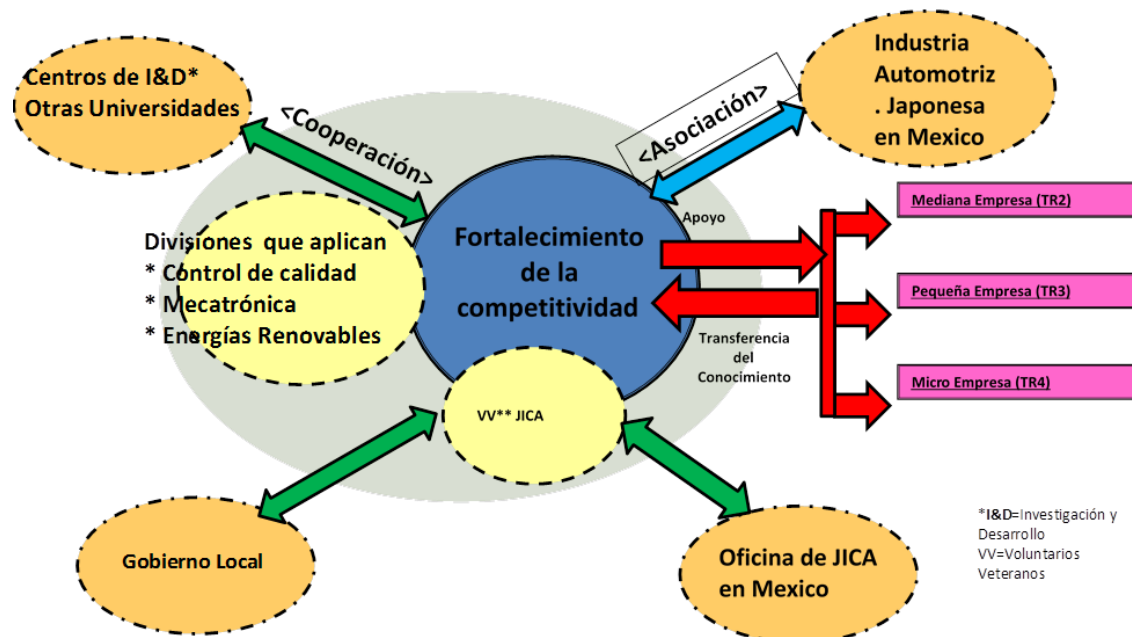 Centros de I&D*
Otras Universidades
<Cooperación>
<Asociación>
Industria
Automotriz
. Japonesa
en Mexico
Divisiones que aplican
* Control de calidad
* Mecatrónica
* Energías Renovables
Fortalecimiento
de la
competitividad
Apoyo
Transferencia
del
Conocimiento
Mediana Empresa (TR2)
Pequeña Empresa (TR3)
Micro Empresa (TR4)
VV** JICA
Gobierno Local
Oficina de JICA
en Mexico
*I&D=Investigación y
Desarrollo
VV=Voluntarios
Veteranos